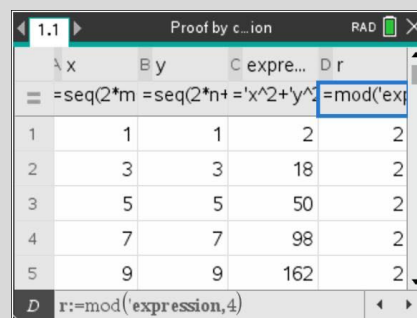 1.1 Proof by c...ion RAD
A x B y C expre... D r
= =seq(2*m =seq(2*n+ ='x^2+'y^2 =mod('exp
1 1 1 2 2
2 3 3 18 2
3 5 5 50 2
4 7 7 98 2
5 9 9 162 2
D r:=mod('expression,4)